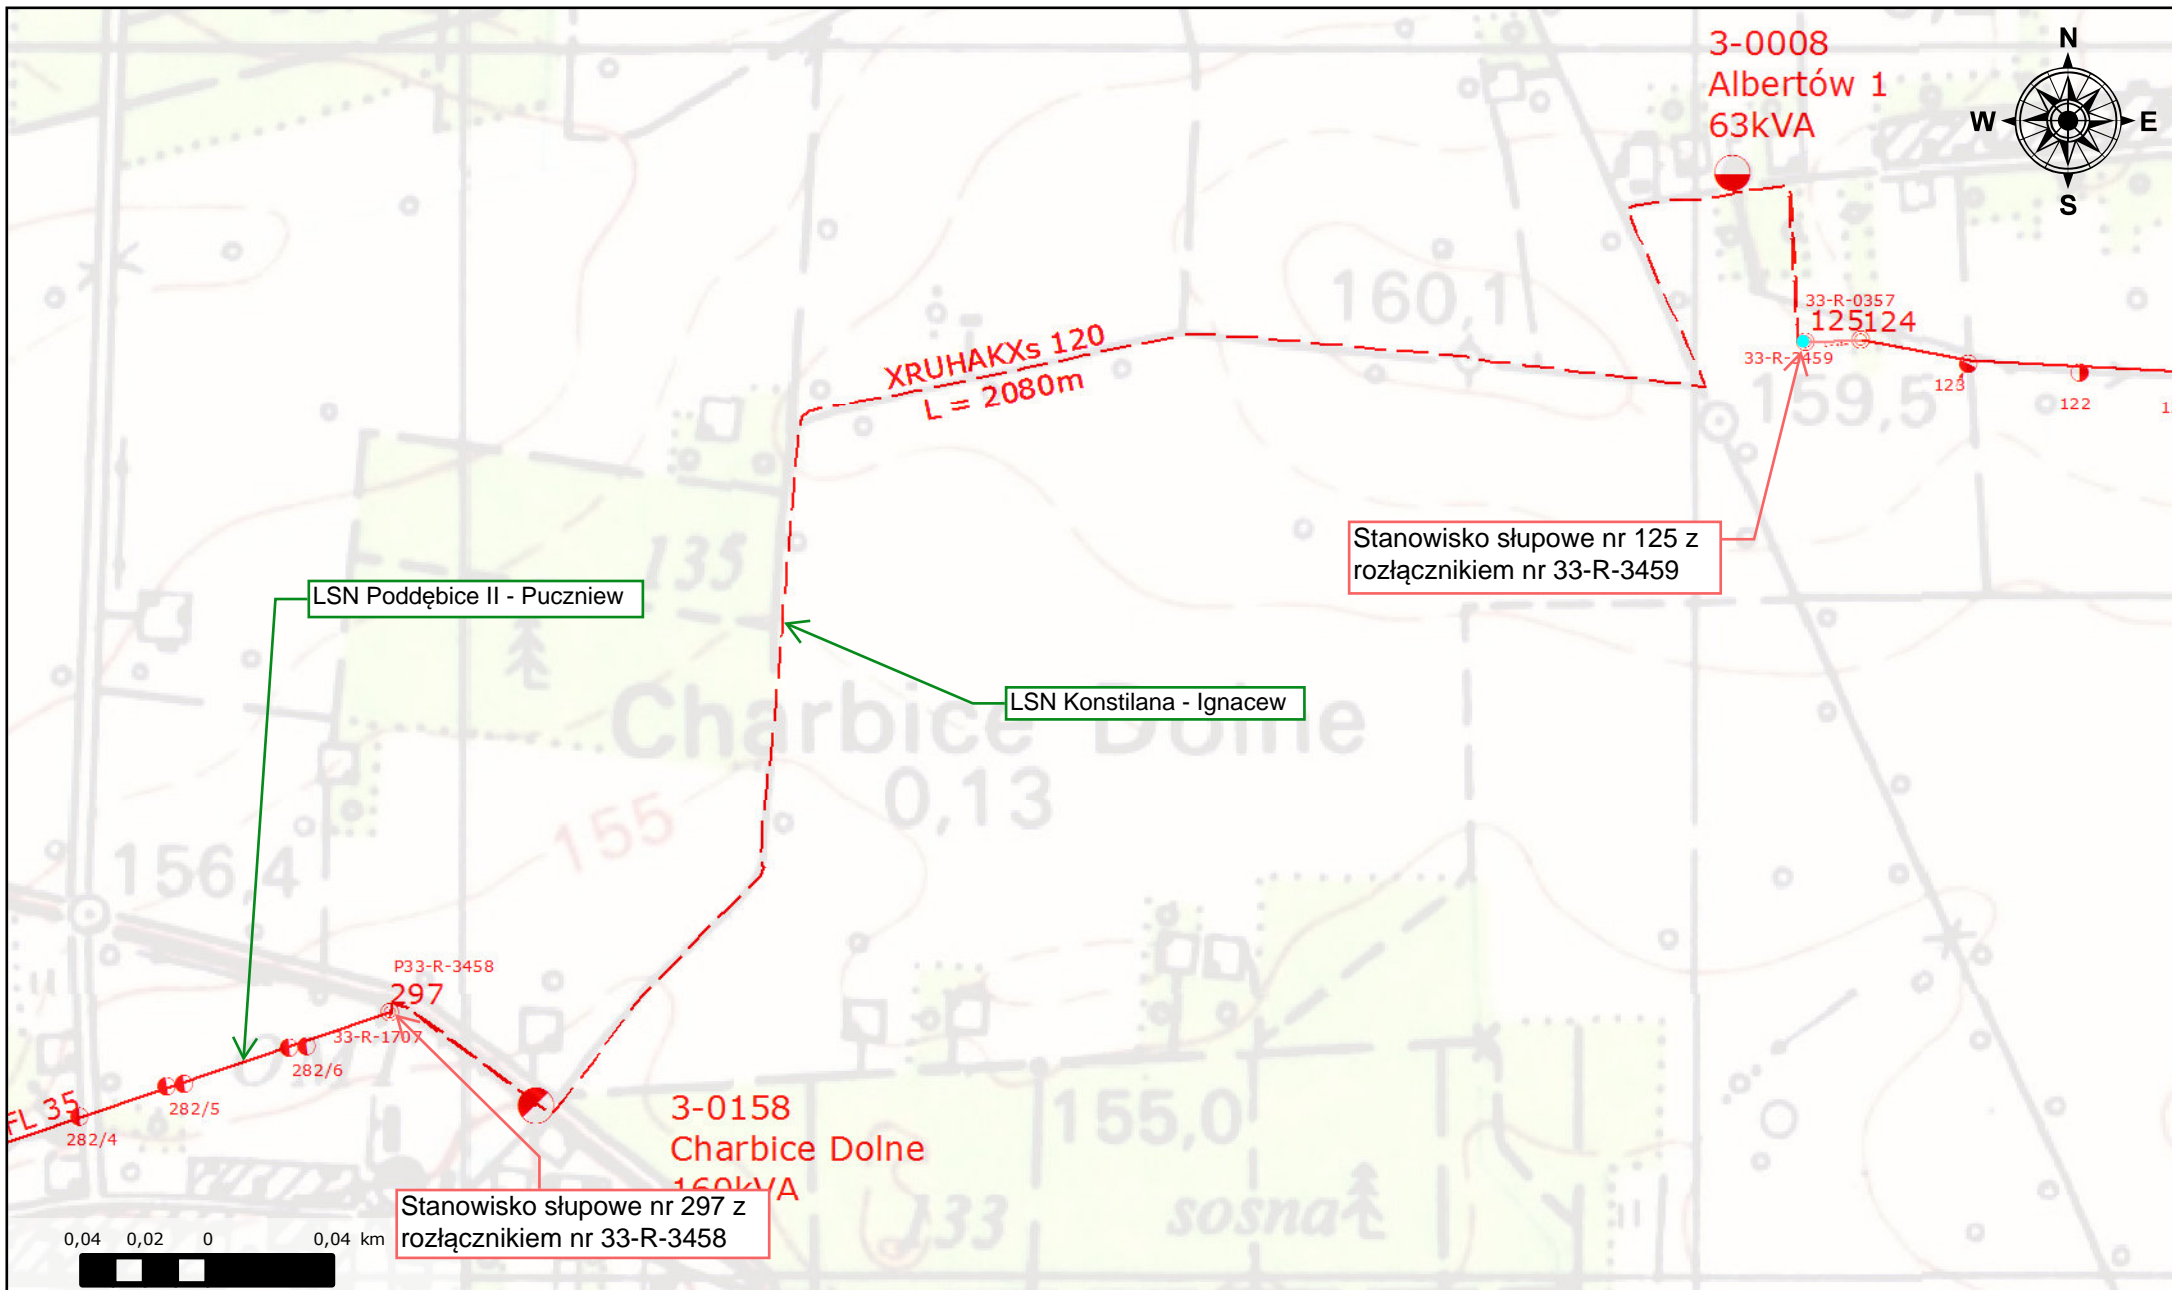 3-0008
Albertów 1
63kVA
N
W
E
S
160,1
33-R-0357
125
124
33-R-3459
159,5
123
122
XRUHAKXs 120
L = 2080m
Stanowisko słupowe nr 125 z
rozłącznikiem nr 33-R-3459
135
LSN Poddębice II - Puczniew
LSN Konstilana - Ignacew
Charbice Dolne
0,13
155
156,4
P33-R-3458
297
33-R-1707
282/6
282/5
FL 35
282/4
3-0158
Charbice Dolne
160kVA
155,0
133
sosna
Stanowisko słupowe nr 297 z
rozłącznikiem nr 33-R-3458
0,04 0,02 0 0,04 km